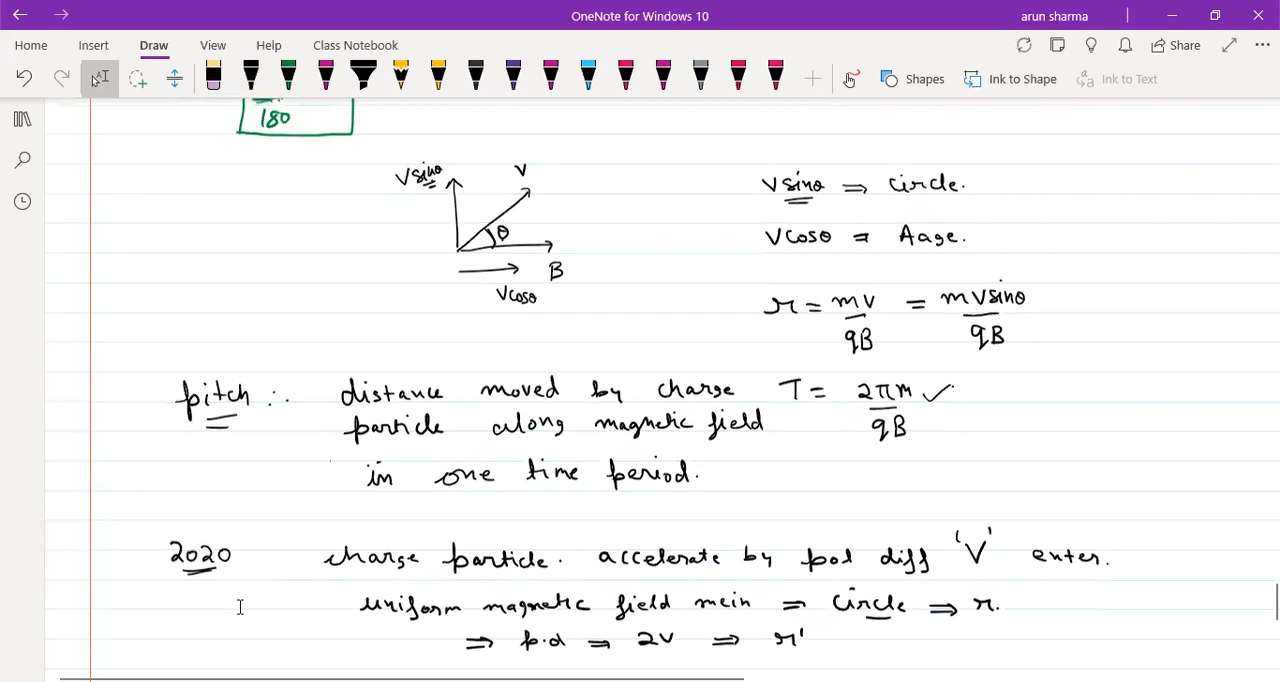 OneNote for Windows 10
arun sharma
Home Insert Draw View Help Class Notebook
Share
Shapes Ink to Shape Ink to Text
180
Vsinθ V
θ
B
Vcosθ
Vsinθ ⇒ Circle.
Vcosθ = Aage.
r = mv/qB = mvsinθ/qB
pitch :. distance moved by charge T = 2πm/qB ✓
particle along magnetic field
in one time period.
2020 charge particle. accelerate by pot diff 'V' enter.
uniform magnetic field mein = circle ⇒ r.
⇒ p.d ⇒ 2V ⇒ r'